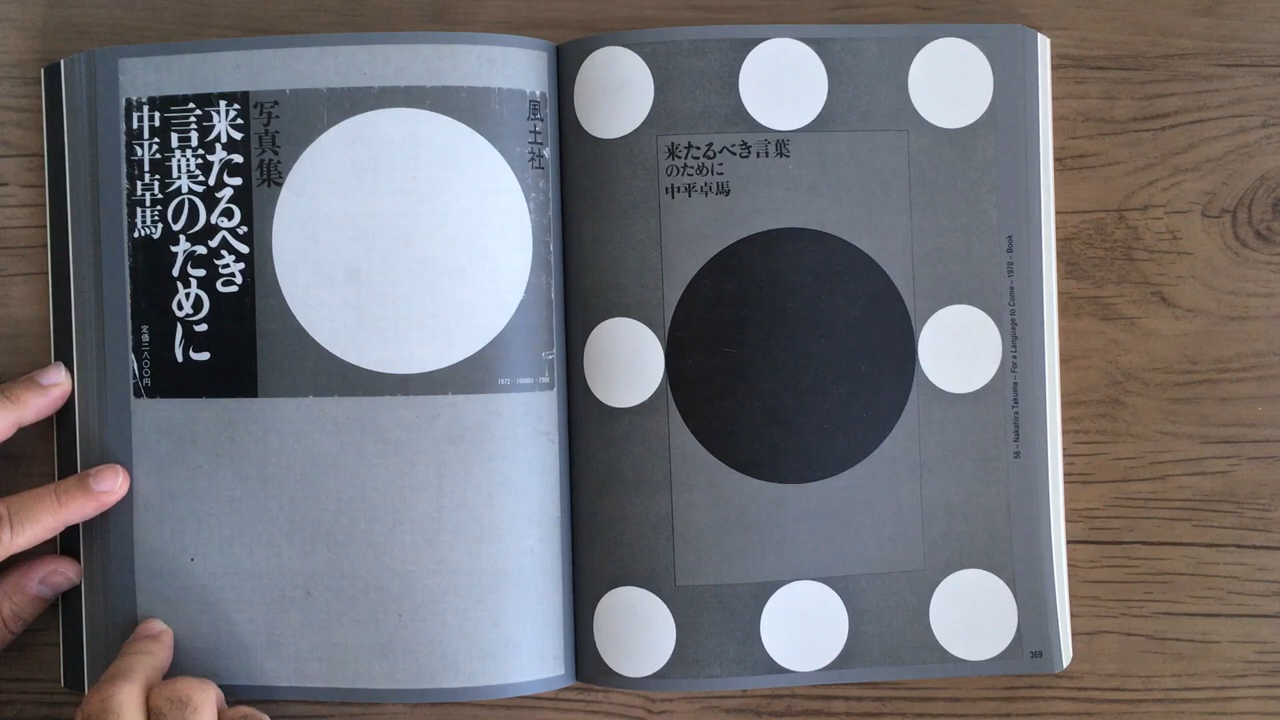 風土社
写真集
来たるべき
言葉のために
中平卓馬
定価二八〇〇円
来たるべき言葉
のために
中平卓馬
56 – Nakahira Takuma – For a Language to Come – 1970 – Book
369